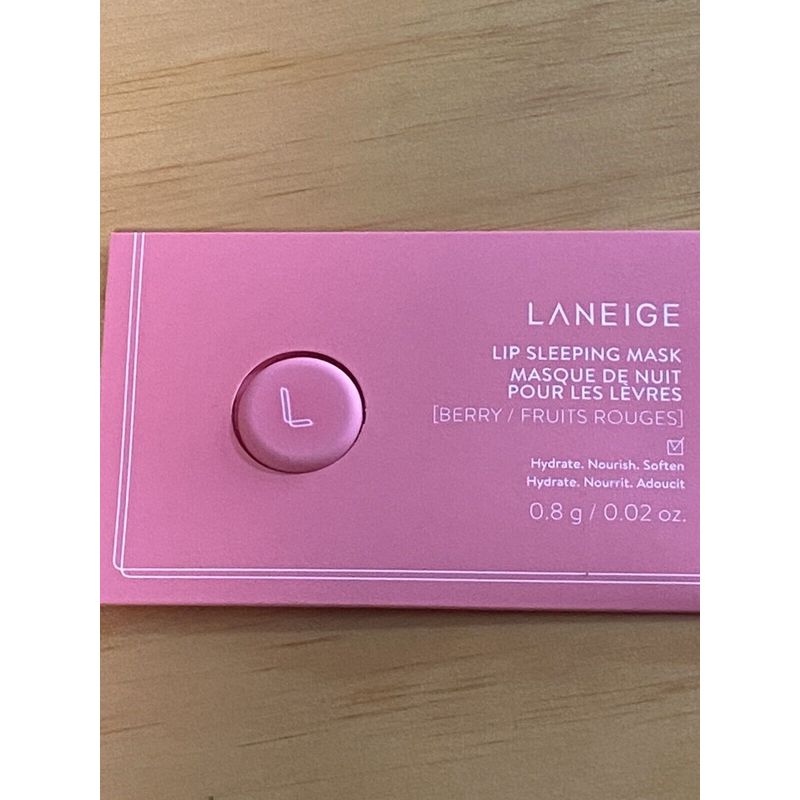 L
LANEIGE
LIP SLEEPING MASK
MASQUE DE NUIT
POUR LES LÈVRES
[BERRY / FRUITS ROUGES]
Hydrate. Nourish. Soften
Hydrate. Nourrit. Adoucit
0.8 g / 0.02 oz.